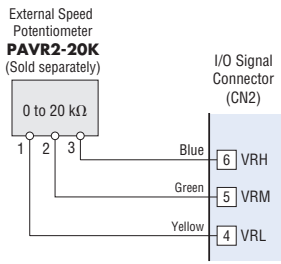 External Speed
Potentiometer
PAVR2-20K
(Sold separately)
I/O Signal
Connector
(CN2)
0 to 20 kΩ
1 2 3
Blue
6 VRH
Green
5 VRM
Yellow
4 VRL